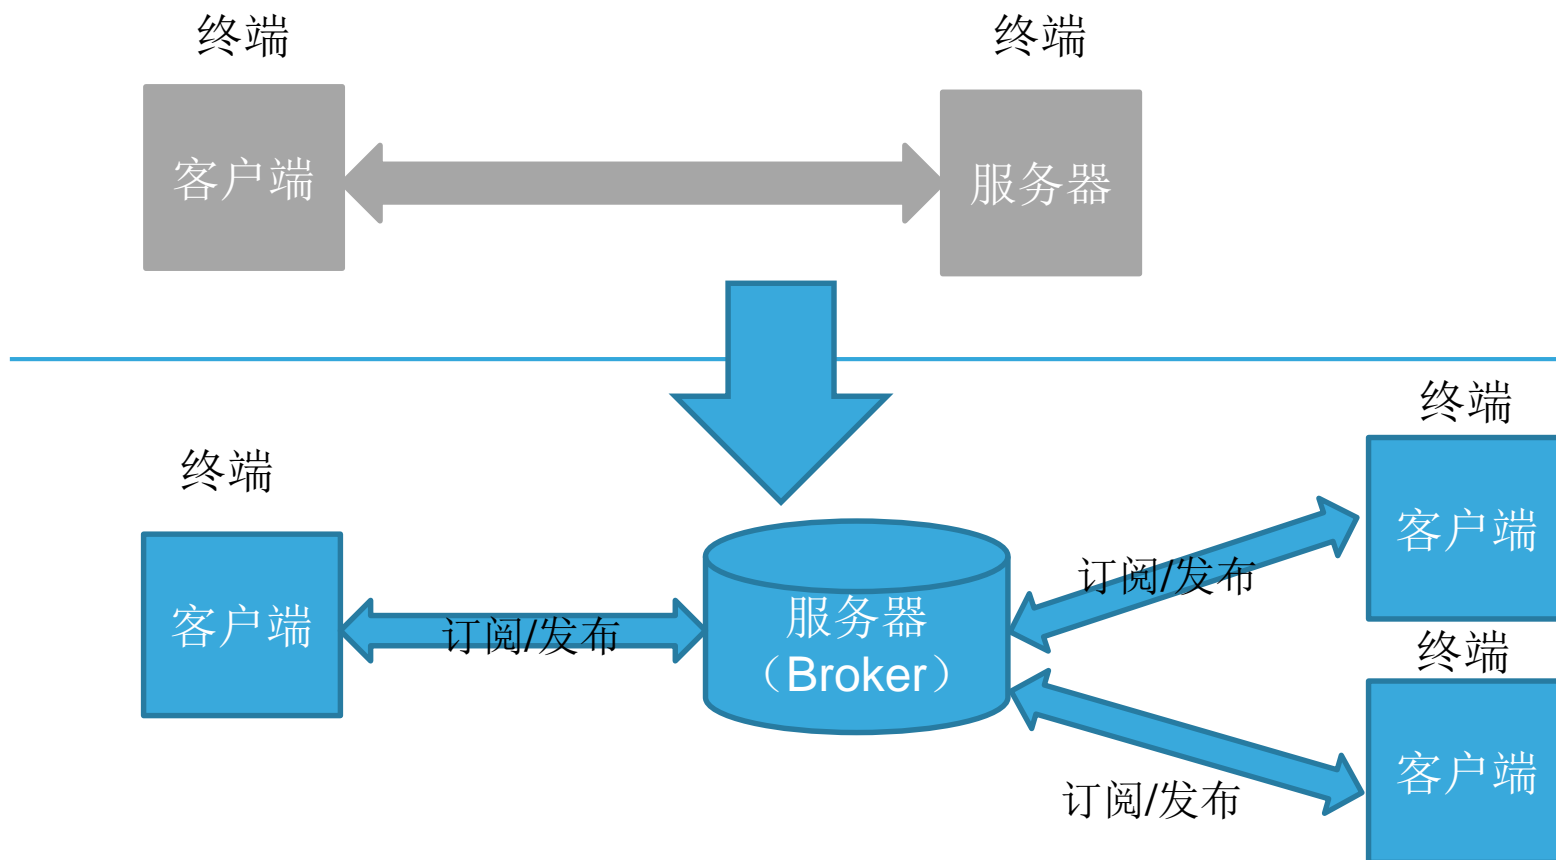 终端
终端
客户端
服务器
终端
终端
客户端
客户端
订阅/发布
服务器
（Broker）
订阅/发布
终端
客户端
订阅/发布